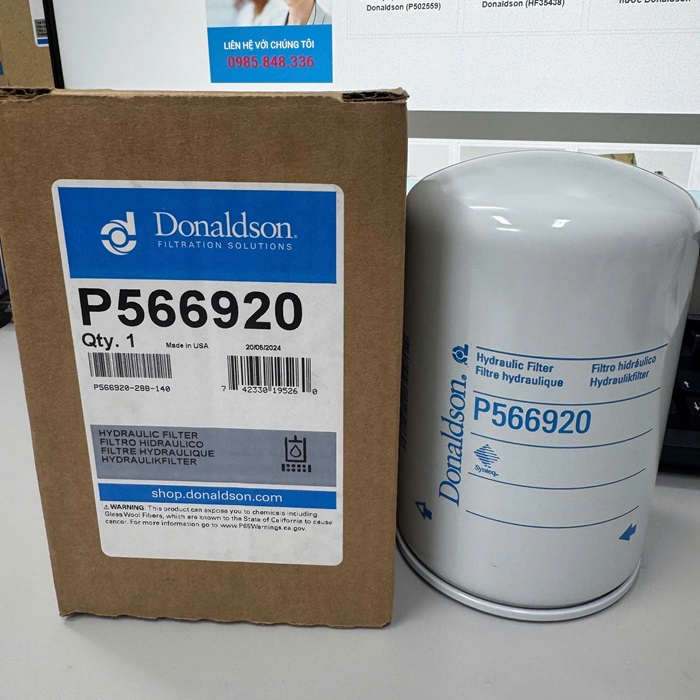 Donaldson (P502559)
Donaldson (HF35438)
LIÊN HỆ VỚI CHÚNG TÔI
0985.848.336
Donaldson.
FILTRATION SOLUTIONS
P566920
Qty. 1
Made in USA
20/05/2024
P566920-288-140
7 42330 19526 0
HYDRAULIC FILTER
FILTRO HIDRAULICO
FILTRE HYDRAULIQUE
HYDRAULIKFILTER
shop.donaldson.com
⚠WARNING: This product can expose you to chemicals including
Glass Wool Fibers, which are known to the State of California to cause
cancer. For more information go to www.P65Warnings.ca.gov.
Donaldson.
Hydraulic Filter
Filtre hydraulique
Filtro hidráulico
Hydraulikfilter
P566920
Synteq